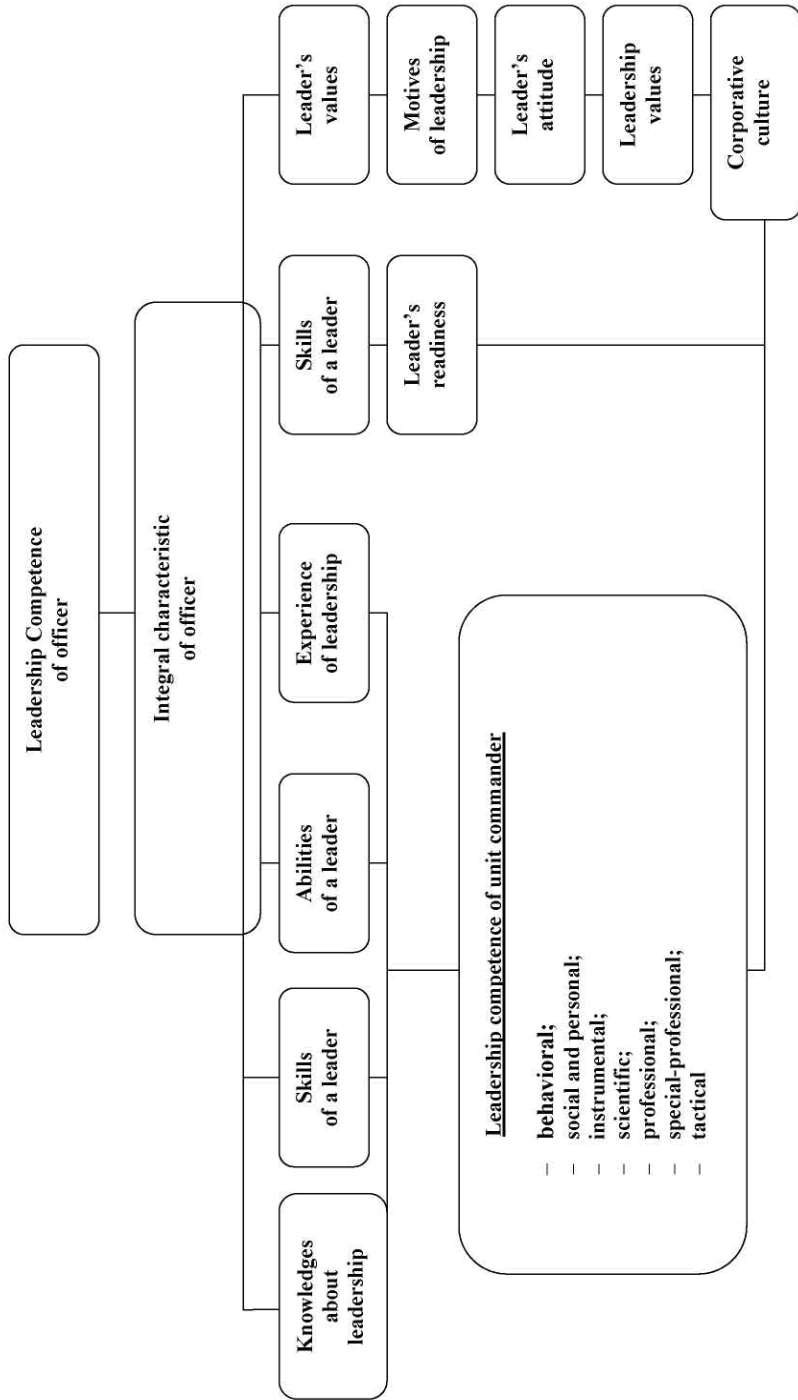 Leadership Competence
of officer
Integral characteristic
of officer
Knowledges
about
leadership
Skills
of a leader
Abilities
of a leader
Experience
of leadership
Skills
of a leader
Leader's
values
Leader's
readiness
Motives
of leadership
Leader's
attitude
Leadership
values
Corporative
culture
Leadership competence of unit commander
– behavioral;
– social and personal;
– instrumental;
– scientific;
– professional;
– special-professional;
– tactical